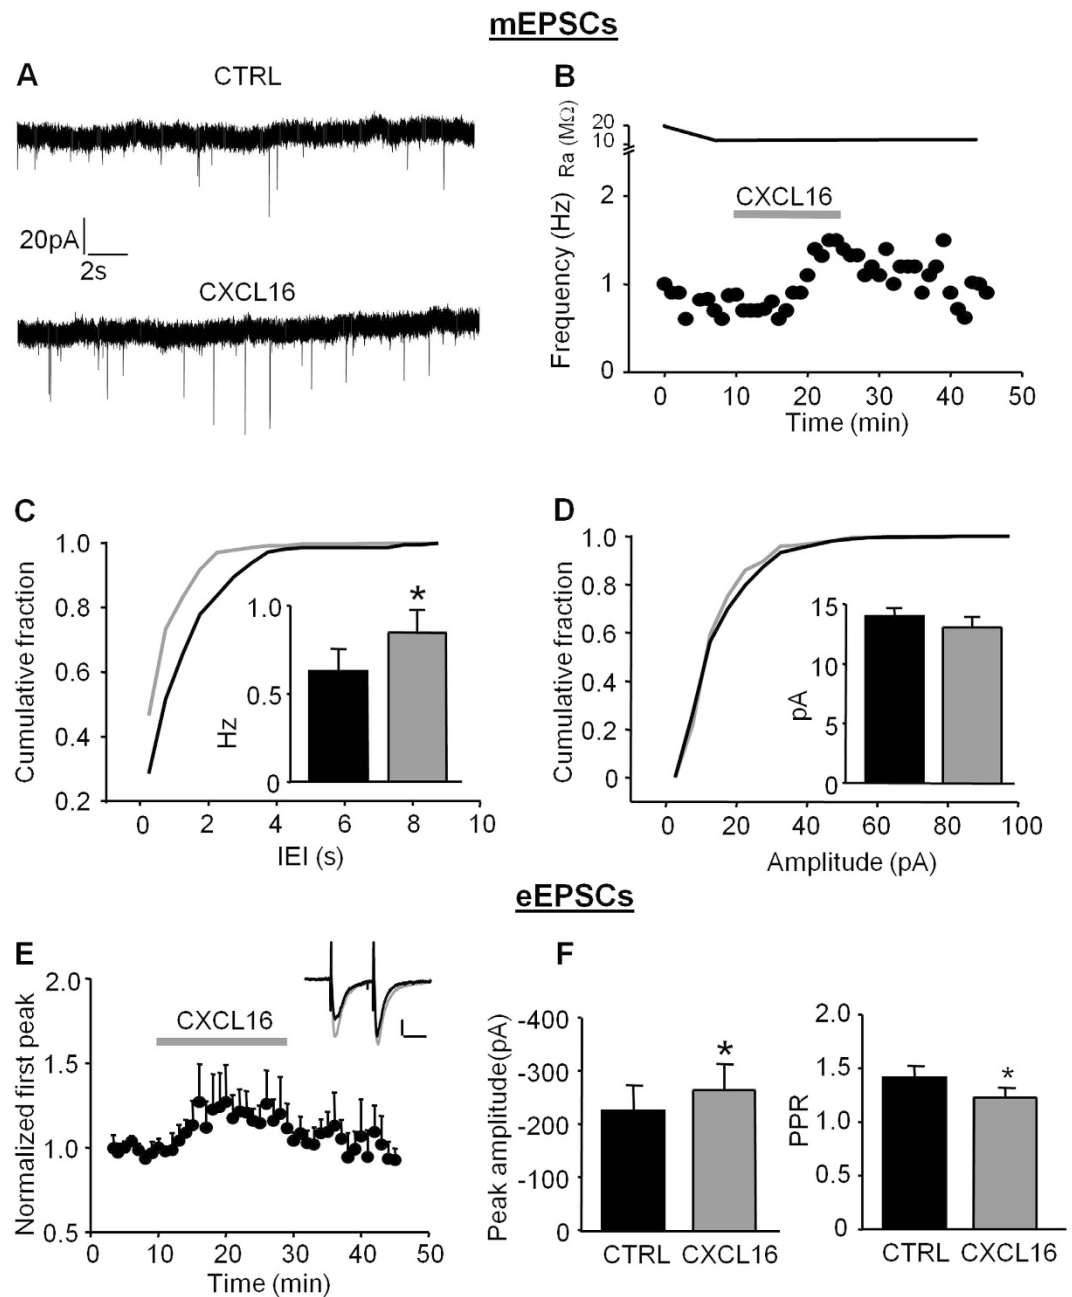 mEPSCs
A
CTRL
20pA
2s
CXCL16
B
Ra (MΩ)
20
10
CXCL16
Frequency (Hz)
2
1
0
0 10 20 30 40 50
Time (min)
C
Cumulative fraction
1.0
0.8
0.6
0.4
0.2
0 2 4 6 8 10
IEI (s)
Hz
1.0
0.5
0
*
D
Cumulative fraction
1.0
0.8
0.6
0.4
0.2
0
0 20 40 60 80 100
Amplitude (pA)
pA
15
10
5
0
eEPSCs
E
Normalized first peak
2.0
1.5
1.0
0.5
CXCL16
0 10 20 30 40 50
Time (min)
F
Peak amplitude(pA)
-400
-300
-200
-100
0
*
CTRL CXCL16
PPR
2.0
1.5
1.0
0.5
0
*
CTRL CXCL16